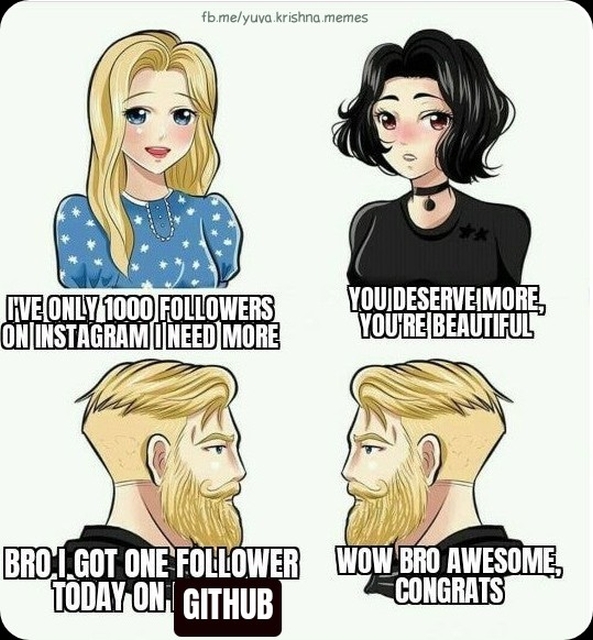 fb.me/yuva.krishna.memes
I'VE ONLY 1000 FOLLOWERS
ON INSTAGRAM I NEED MORE
YOU DESERVE MORE,
YOU'RE BEAUTIFUL
BRO I GOT ONE FOLLOWER
TODAY ON GITHUB
WOW BRO AWESOME,
CONGRATS